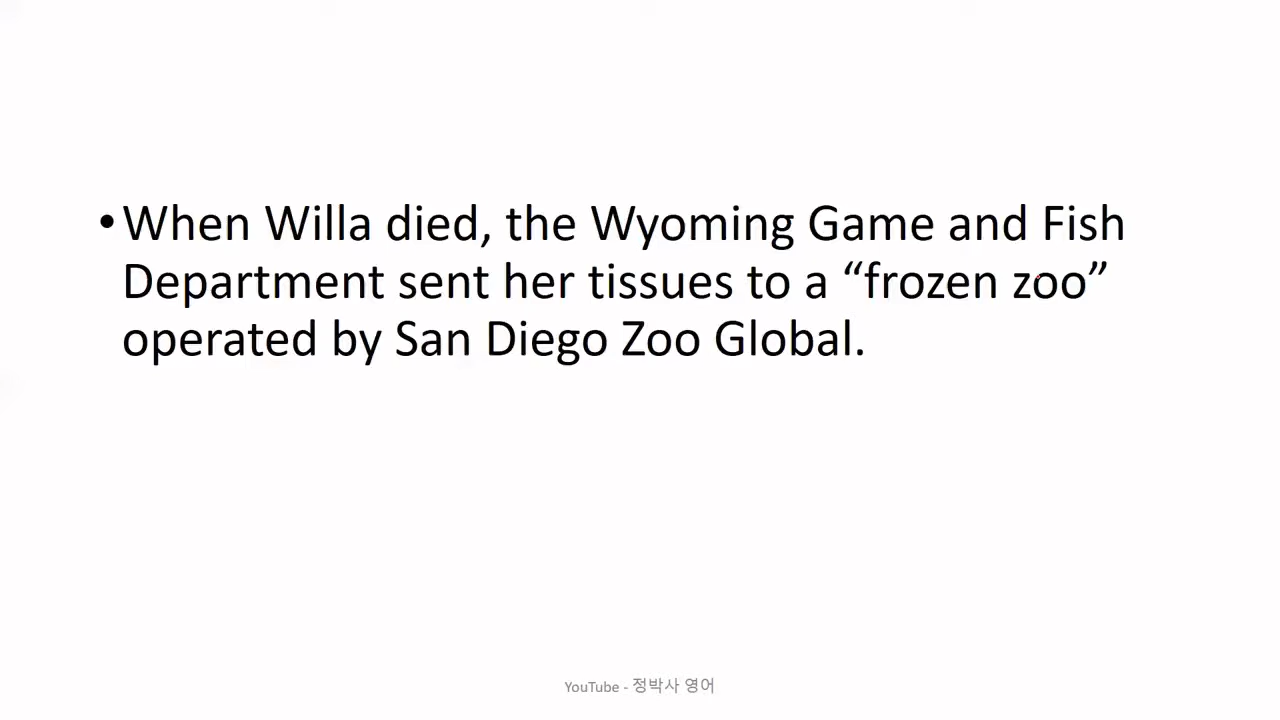 •When Willa died, the Wyoming Game and Fish
Department sent her tissues to a “frozen zoo”
operated by San Diego Zoo Global.
YouTube - 정박사 영어